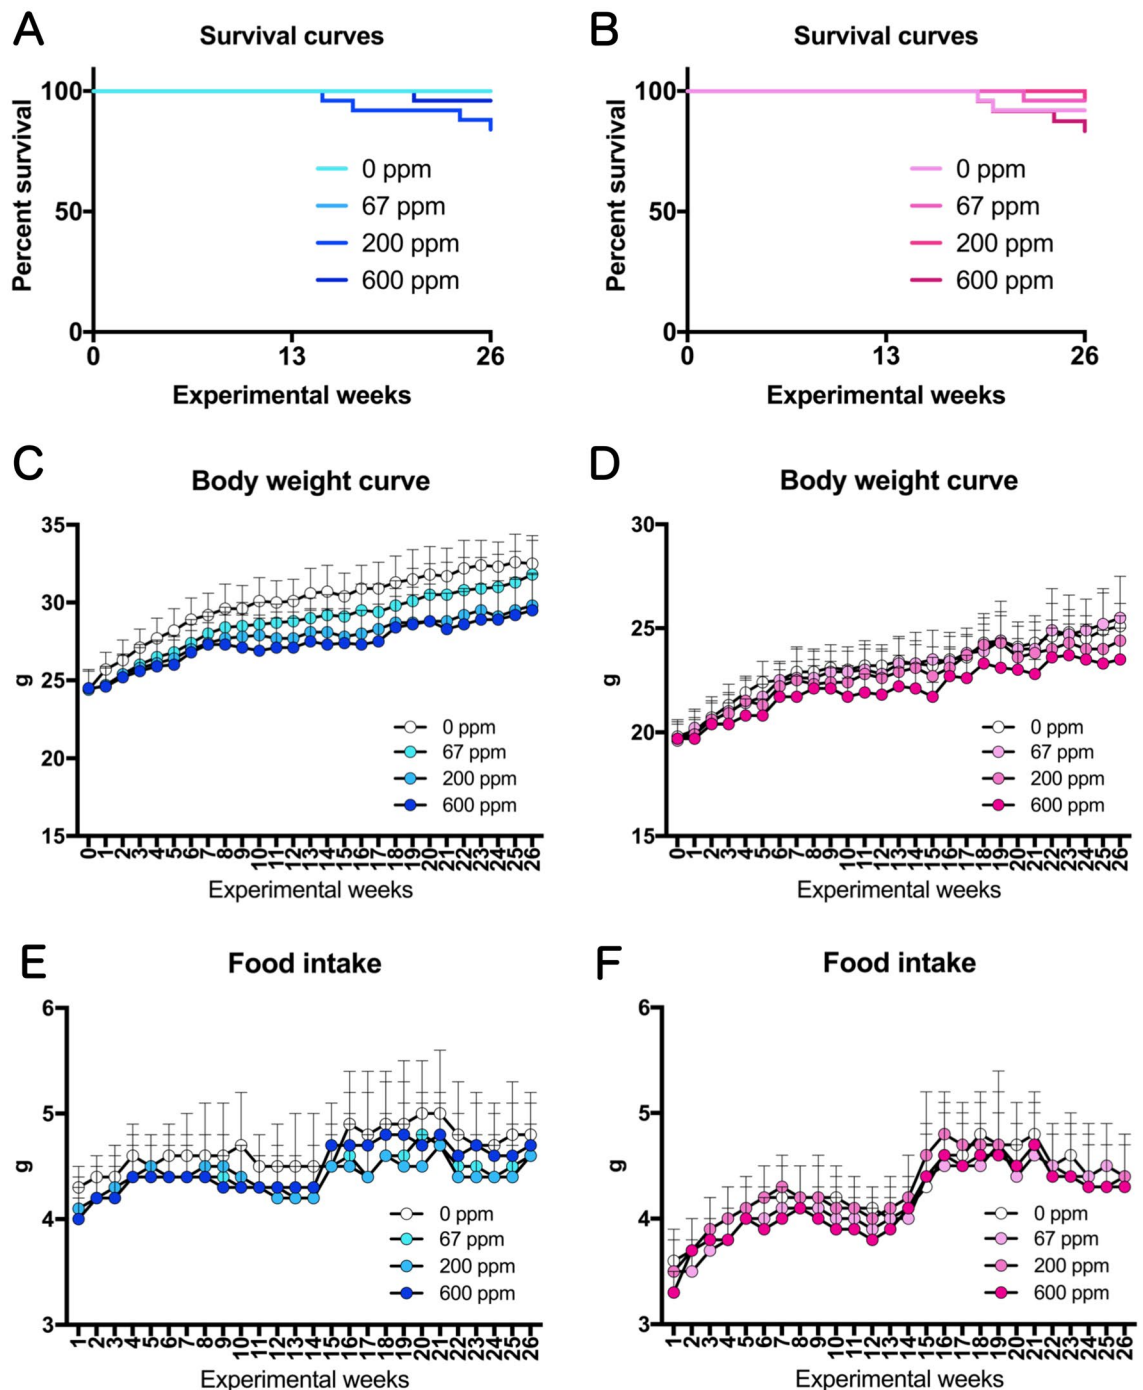 A
Survival curves
Percent survival
100
50
0
0 13 26
Experimental weeks
0 ppm
67 ppm
200 ppm
600 ppm
B
Survival curves
Percent survival
100
50
0
0 13 26
Experimental weeks
0 ppm
67 ppm
200 ppm
600 ppm
C
Body weight curve
g
35
30
25
20
15
0 1 2 3 4 5 6 7 8 9 10 11 12 13 14 15 16 17 18 19 20 21 22 23 24 25 26
Experimental weeks
0 ppm
67 ppm
200 ppm
600 ppm
D
Body weight curve
g
30
25
20
15
0 1 2 3 4 5 6 7 8 9 10 11 12 13 14 15 16 17 18 19 20 21 22 23 24 25 26
Experimental weeks
0 ppm
67 ppm
200 ppm
600 ppm
E
Food intake
g
6
5
4
3
1 2 3 4 5 6 7 8 9 10 11 12 13 14 15 16 17 18 19 20 21 22 23 24 25 26
Experimental weeks
0 ppm
67 ppm
200 ppm
600 ppm
F
Food intake
g
6
5
4
3
1 2 3 4 5 6 7 8 9 10 11 12 13 14 15 16 17 18 19 20 21 22 23 24 25 26
Experimental weeks
0 ppm
67 ppm
200 ppm
600 ppm